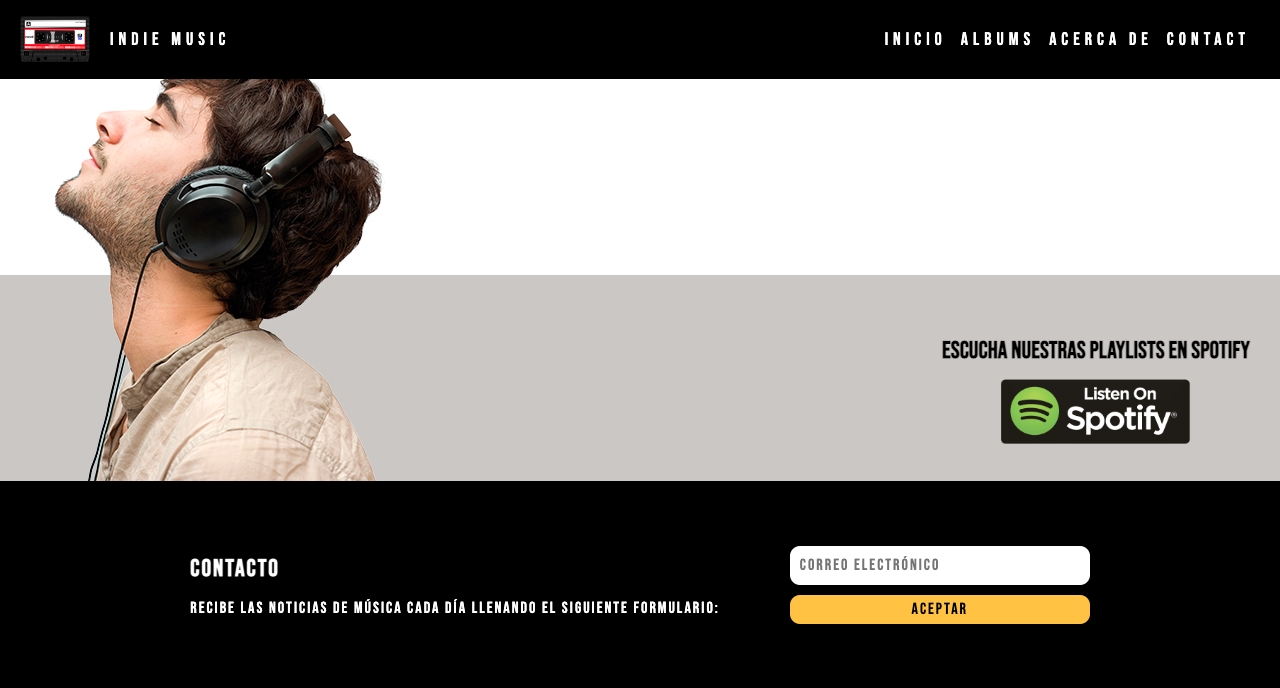 INDIE MUSIC
INICIO ALBUMS ACERCA DE CONTACT
ESCUCHA NUESTRAS PLAYLISTS EN SPOTIFY
Listen On
Spotify®
CONTACTO
RECIBE LAS NOTICIAS DE MÚSICA CADA DÍA LLENANDO EL SIGUIENTE FORMULARIO:
CORREO ELECTRÓNICO
ACEPTAR